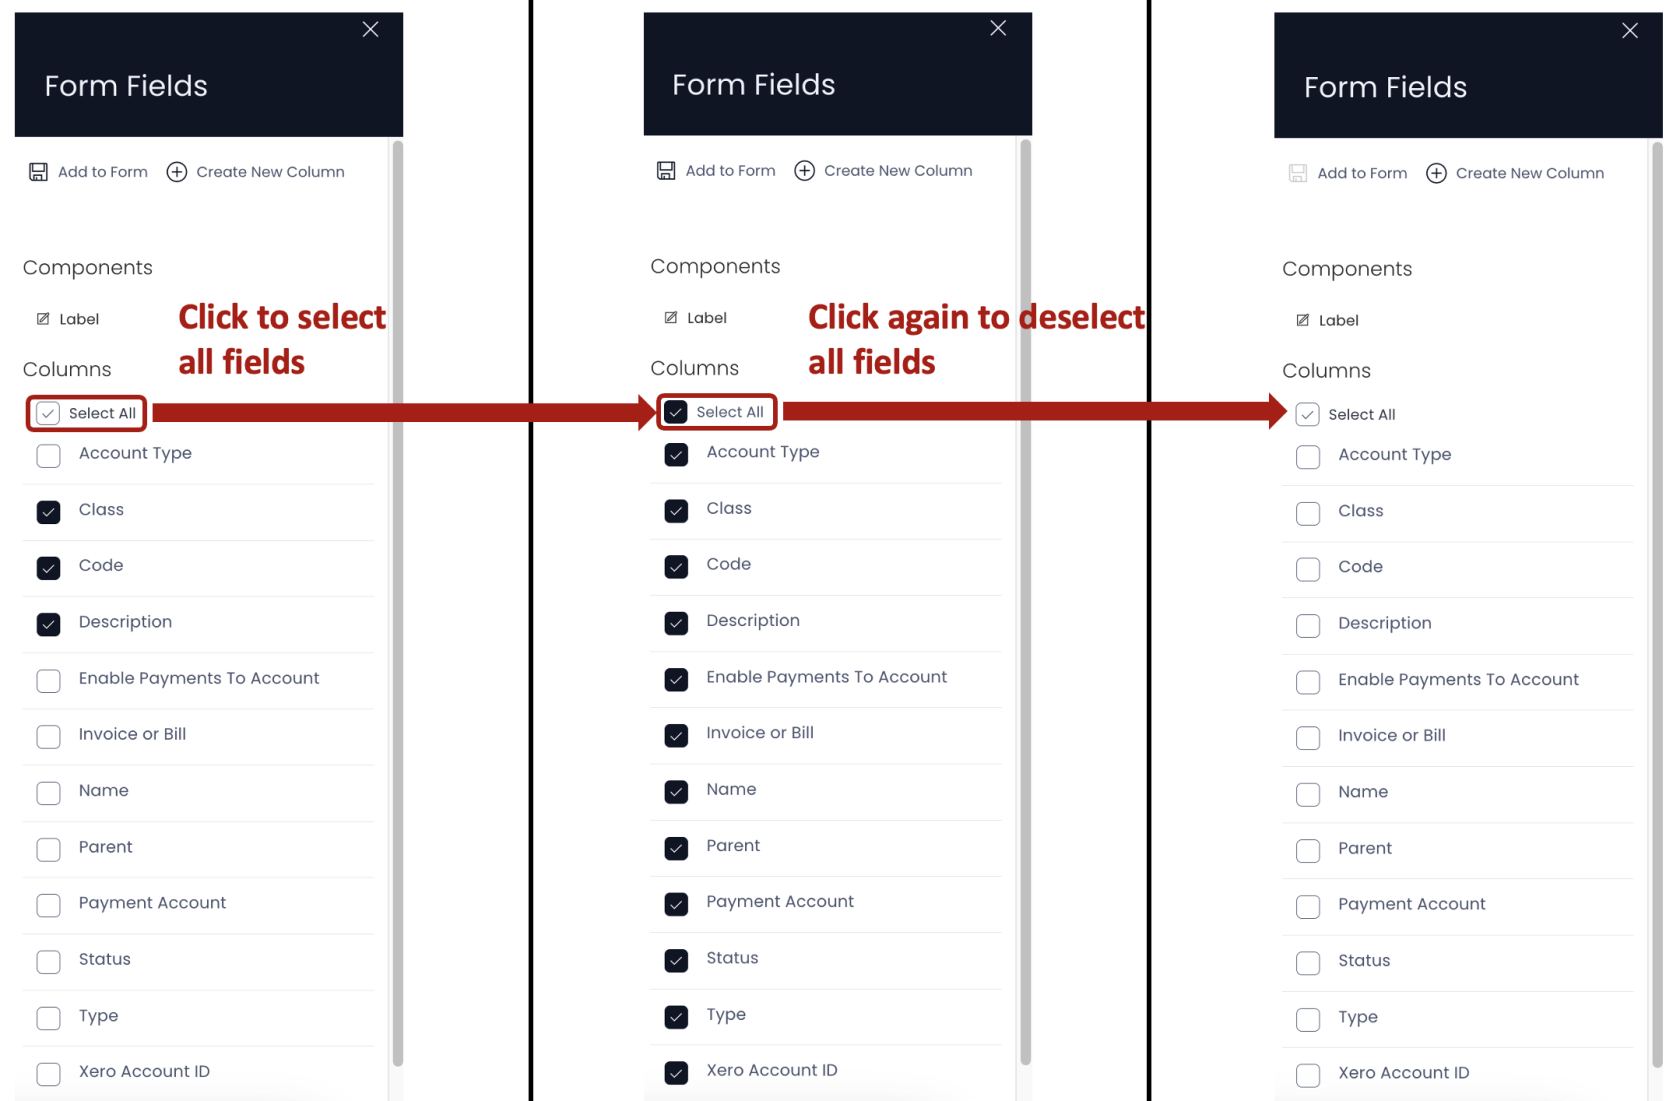 Form Fields
Add to Form
Create New Column
Components
Label
Click to select
all fields
Columns
Select All
Account Type
Class
Code
Description
Enable Payments To Account
Invoice or Bill
Name
Parent
Payment Account
Status
Type
Xero Account ID
Form Fields
Add to Form
Create New Column
Components
Label
Click again to deselect
all fields
Columns
Select All
Account Type
Class
Code
Description
Enable Payments To Account
Invoice or Bill
Name
Parent
Payment Account
Status
Type
Xero Account ID
Form Fields
Add to Form
Create New Column
Components
Label
Columns
Select All
Account Type
Class
Code
Description
Enable Payments To Account
Invoice or Bill
Name
Parent
Payment Account
Status
Type
Xero Account ID